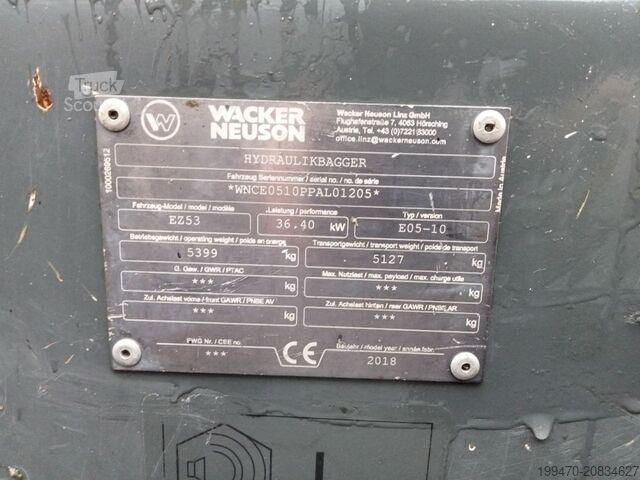 Truck
Scout
WACKER
NEUSON
Wacker Neuson Linz GmbH
Flughafenstraße 7, 4063 Hörsching
Austria, Tel. +43 (0)7221 63000
office.linz@wackerneuson.com
1000289512
HYDRAULIKBAGGER
Fahrzeug Seriennummer / serial no. / no. de série
*WNCE0510PPAL01205*
Made in Austria
Fahrzeug-Model / model / modèle
EZ53
Leistung / performance
36.40 kW
Typ / version
E05-10
Betriebsgewicht / operating weight / poids en energie
5399 kg
Transportgewicht / transport weight / poids de transport
5127 kg
G. Gew. / GWR / PTAC
*** kg
Max. Nutzlast / max. payload / max. charge utile
*** kg
Zul. Achslast vorne / front GAWR / PNBE AV
*** kg
Zul. Achslast hinten / rear GAWR / PNBE AR
*** kg
FWG Nr. / CEE no.
***
CE
Baujahr / model year / année fabr.
2018
199470-20834627